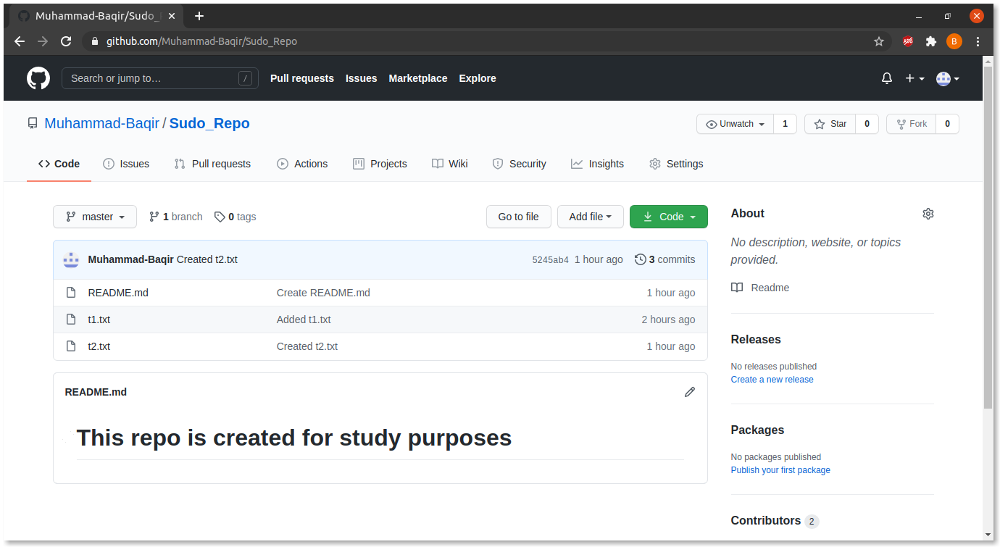 Muhammad-Baqir/Sudo_
github.com/Muhammad-Baqir/Sudo_Repo
ABP
B
Search or jump to…
/
Pull requests
Issues
Marketplace
Explore
Muhammad-Baqir / Sudo_Repo
Unwatch
1
Star
0
Fork
0
Code
Issues
Pull requests
Actions
Projects
Wiki
Security
Insights
Settings
master
1 branch
0 tags
Go to file
Add file
Code
Muhammad-Baqir Created t2.txt
5245ab4 1 hour ago
3 commits
README.md
Create README.md
1 hour ago
t1.txt
Added t1.txt
2 hours ago
t2.txt
Created t2.txt
1 hour ago
README.md
This repo is created for study purposes
About
No description, website, or topics
provided.
Readme
Releases
No releases published
Create a new release
Packages
No packages published
Publish your first package
Contributors 2